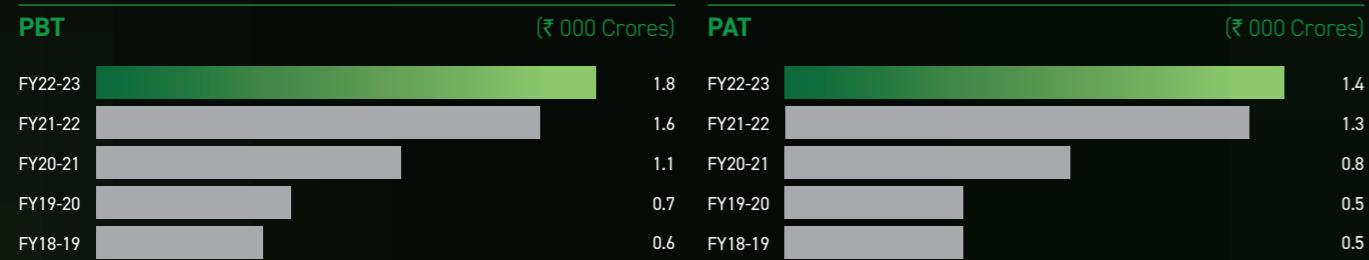 PBT (₹ 000 Crores)
FY22-23 1.8
FY21-22 1.6
FY20-21 1.1
FY19-20 0.7
FY18-19 0.6
PAT (₹ 000 Crores)
FY22-23 1.4
FY21-22 1.3
FY20-21 0.8
FY19-20 0.5
FY18-19 0.5